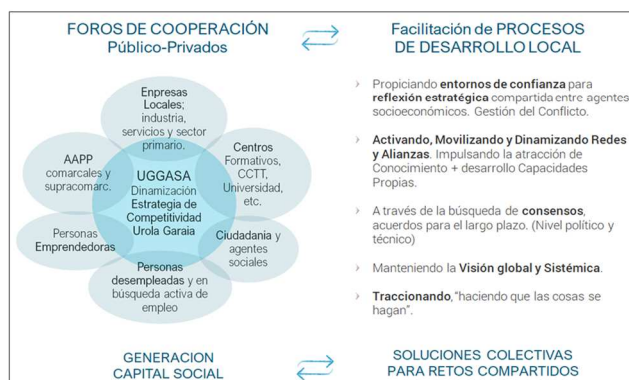 FOROS DE COOPERACIÓN
Público-Privados
Enpresas
Locales;
industria,
servicios y sector
primario.
AAPP
comarcales y
supracomarc.
Centros
Formativos,
CCTT,
Universidad,
etc.
UGGASA
Dinamización
Estrategia de
Competitividad
Urola Garaia
Personas
Emprendedoras
Ciudadania y
agentes
sociales
Personas
desempleadas y en
búsqueda activa de
empleo
GENERACION
CAPITAL SOCIAL
Facilitación de PROCESOS
DE DESARROLLO LOCAL
› Propiciando entornos de confianza para
reflexión estratégica compartida entre agentes
socioeconómicos. Gestión del Conflicto.
› Activando, Movilizando y Dinamizando Redes
y Alianzas. Impulsando la atracción de
Conocimiento + desarrollo Capacidades
Propias.
› A través de la búsqueda de consensos,
acuerdos para el largo plazo. (Nivel político y
técnico)
› Manteniendo la Visión global y Sistémica.
› Traccionando, “haciendo que las cosas se
hagan”.
SOLUCIONES COLECTIVAS
PARA RETOS COMPARTIDOS